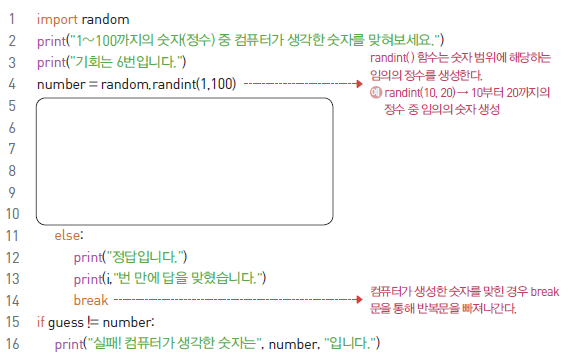 1 import random
2 print("1~100까지의 숫자(정수) 중 컴퓨터가 생각한 숫자를 맞혀보세요.")
3 print("기회는 6번입니다.")
4 number = random.randint(1,100)
randint( ) 함수는 숫자 범위에 해당하는
임의의 정수를 생성한다.
예 randint(10, 20) → 10부터 20까지의
정수 중 임의의 숫자 생성
5
6
7
8
9
10
11 else:
12 print("정답입니다.")
13 print(i,"번 만에 답을 맞혔습니다.")
14 break
컴퓨터가 생성한 숫자를 맞힌 경우 break
문을 통해 반복문을 빠져나간다.
15 if guess != number:
16 print("실패! 컴퓨터가 생각한 숫자는", number, "입니다.")